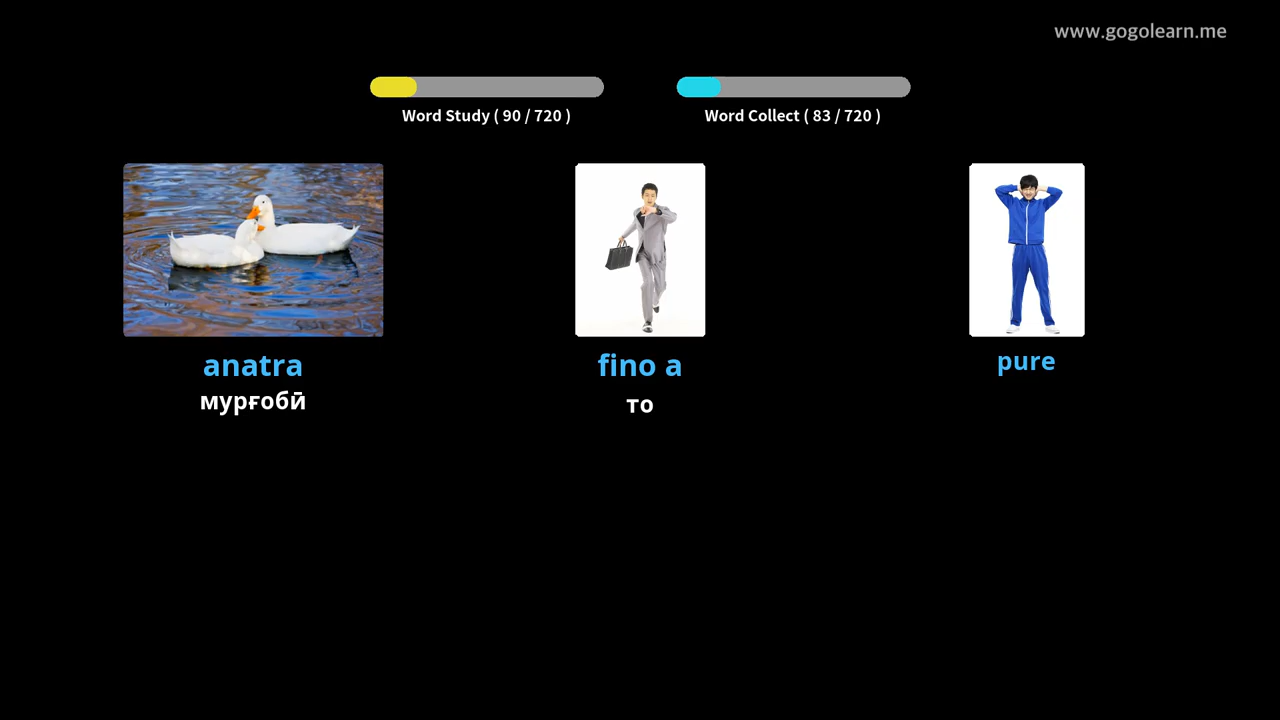 www.gogolearn.me
Word Study ( 90 / 720 )
Word Collect ( 83 / 720 )
anatra
мурғобӣ
fino a
то
pure